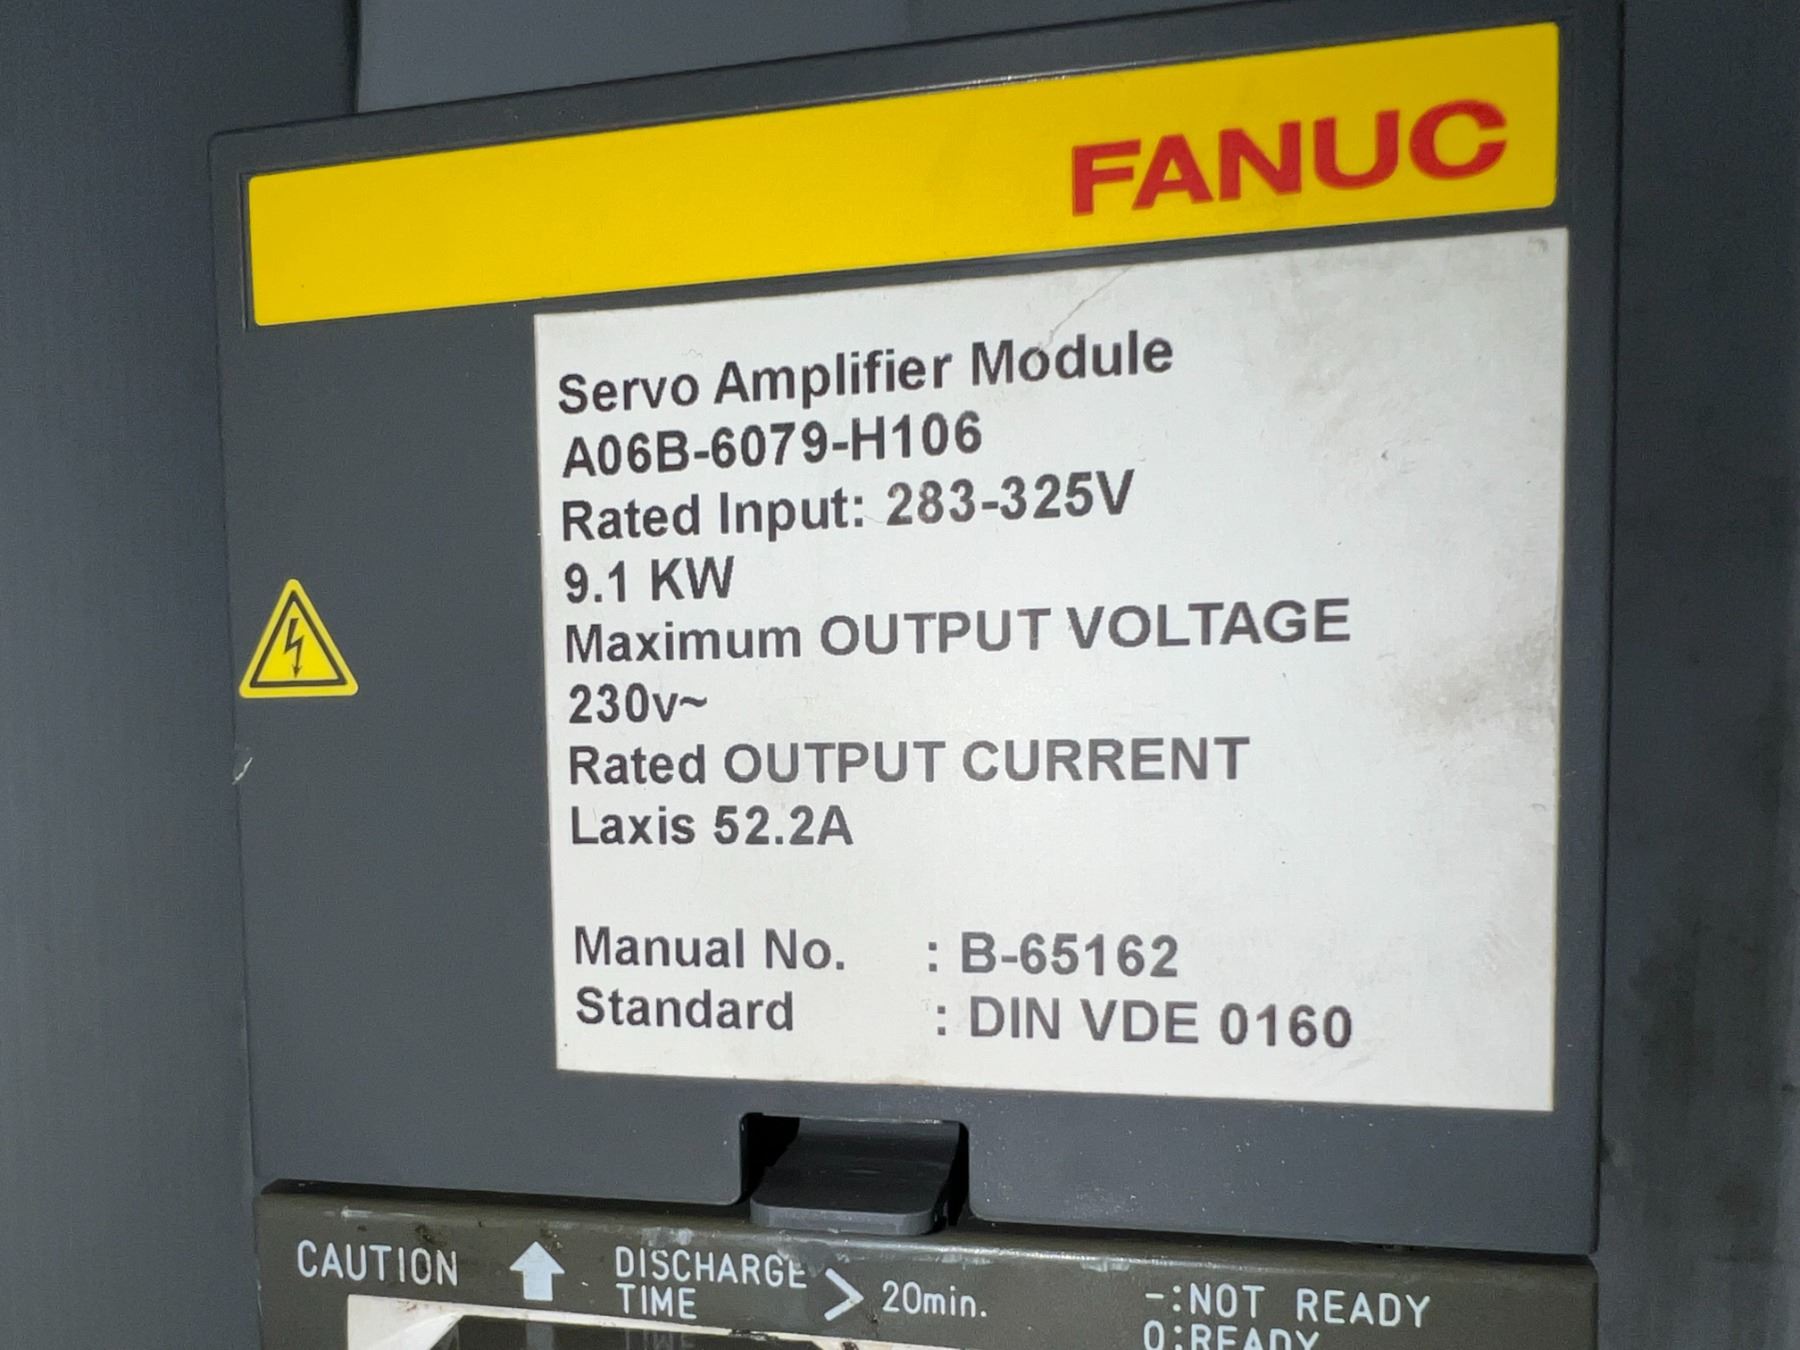 FANUC
Servo Amplifier Module
A06B-6079-H106
Rated Input: 283-325V
9.1 KW
Maximum OUTPUT VOLTAGE
230v~
Rated OUTPUT CURRENT
Laxis 52.2A
Manual No. : B-65162
Standard : DIN VDE 0160
CAUTION DISCHARGE TIME > 20min.
-:NOT READY
0:READY